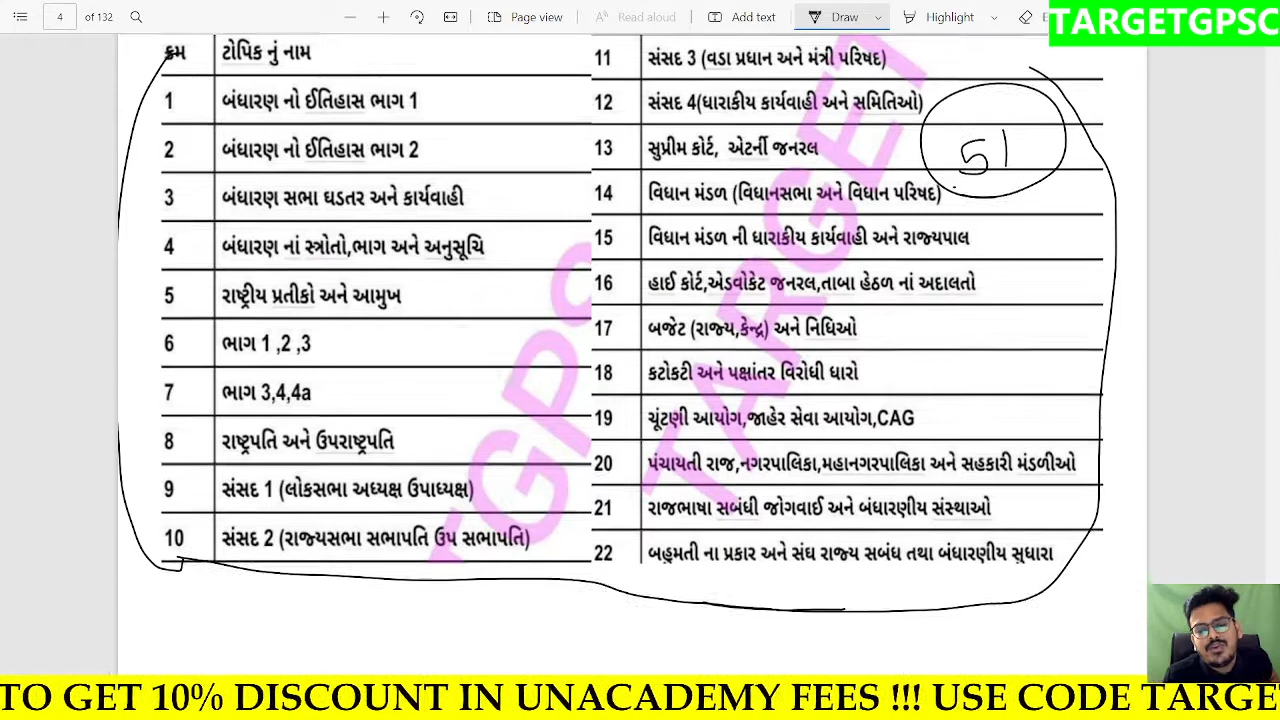 4 of 132
Page view
Read aloud
Add text
Draw
Highlight
TARGETGPSC
ક્રમ ટોપિક નું નામ
1 બંધારણ નો ઈતિહાસ ભાગ 1
2 બંધારણ નો ઈતિહાસ ભાગ 2
3 બંધારણ સભા ઘડતર અને કાર્યવાહી
4 બંધારણ નાં સ્ત્રોતો,ભાગ અને અનુસૂચિ
5 રાષ્ટ્રીય પ્રતીકો અને આમુખ
6 ભાગ 1 ,2 ,3
7 ભાગ 3,4,4a
8 રાષ્ટ્રપતિ અને ઉપરાષ્ટ્રપતિ
9 સંસદ 1 (લોકસભા અધ્યક્ષ ઉપાધ્યક્ષ)
10 સંસદ 2 (રાજ્યસભા સભાપતિ ઉપ સભાપતિ)
11 સંસદ 3 (વડા પ્રધાન અને મંત્રી પરિષદ)
12 સંસદ 4(ધારાકીય કાર્યવાહી અને સમિતિઓ)
13 સુપ્રીમ કોર્ટ, એટર્ની જનરલ
14 વિધાન મંડળ (વિધાનસભા અને વિધાન પરિષદ)
15 વિધાન મંડળ ની ધારાકીય કાર્યવાહી અને રાજ્યપાલ
16 હાઈ કોર્ટ,એડવોકેટ જનરલ,તાબા હેઠળ નાં અદાલતો
17 બજેટ (રાજ્ય,કેન્દ્ર) અને નિધિઓ
18 કટોકટી અને પક્ષાંતર વિરોધી ધારો
19 ચૂંટણી આયોગ,જાહેર સેવા આયોગ,CAG
20 પંચાયતી રાજ,નગરપાલિકા,મહાનગરપાલિકા અને સહકારી મંડળીઓ
21 રાજભાષા સબંધી જોગવાઈ અને બંધારણીય સંસ્થાઓ
22 બહુમતી ના પ્રકાર અને સંઘ રાજ્ય સબંધ તથા બંધારણીય સુધારા
51
TGPS
TARGET
TO GET 10% DISCOUNT IN UNACADEMY FEES !!! USE CODE TARGE